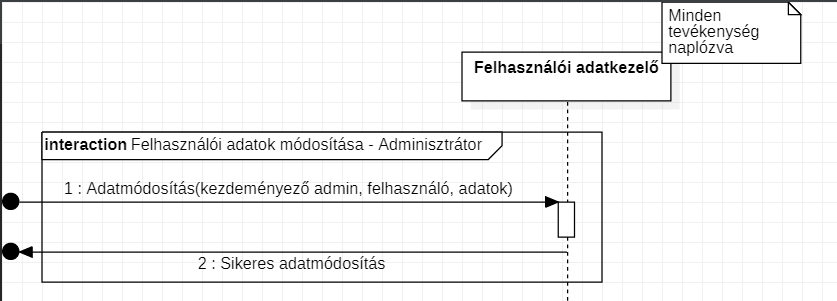 Minden
tevékenység
naplózva
Felhasználói adatkezelő
interaction Felhasználói adatok módosítása - Adminisztrátor
1 : Adatmódosítás(kezdeményező admin, felhasználó, adatok)
2 : Sikeres adatmódosítás